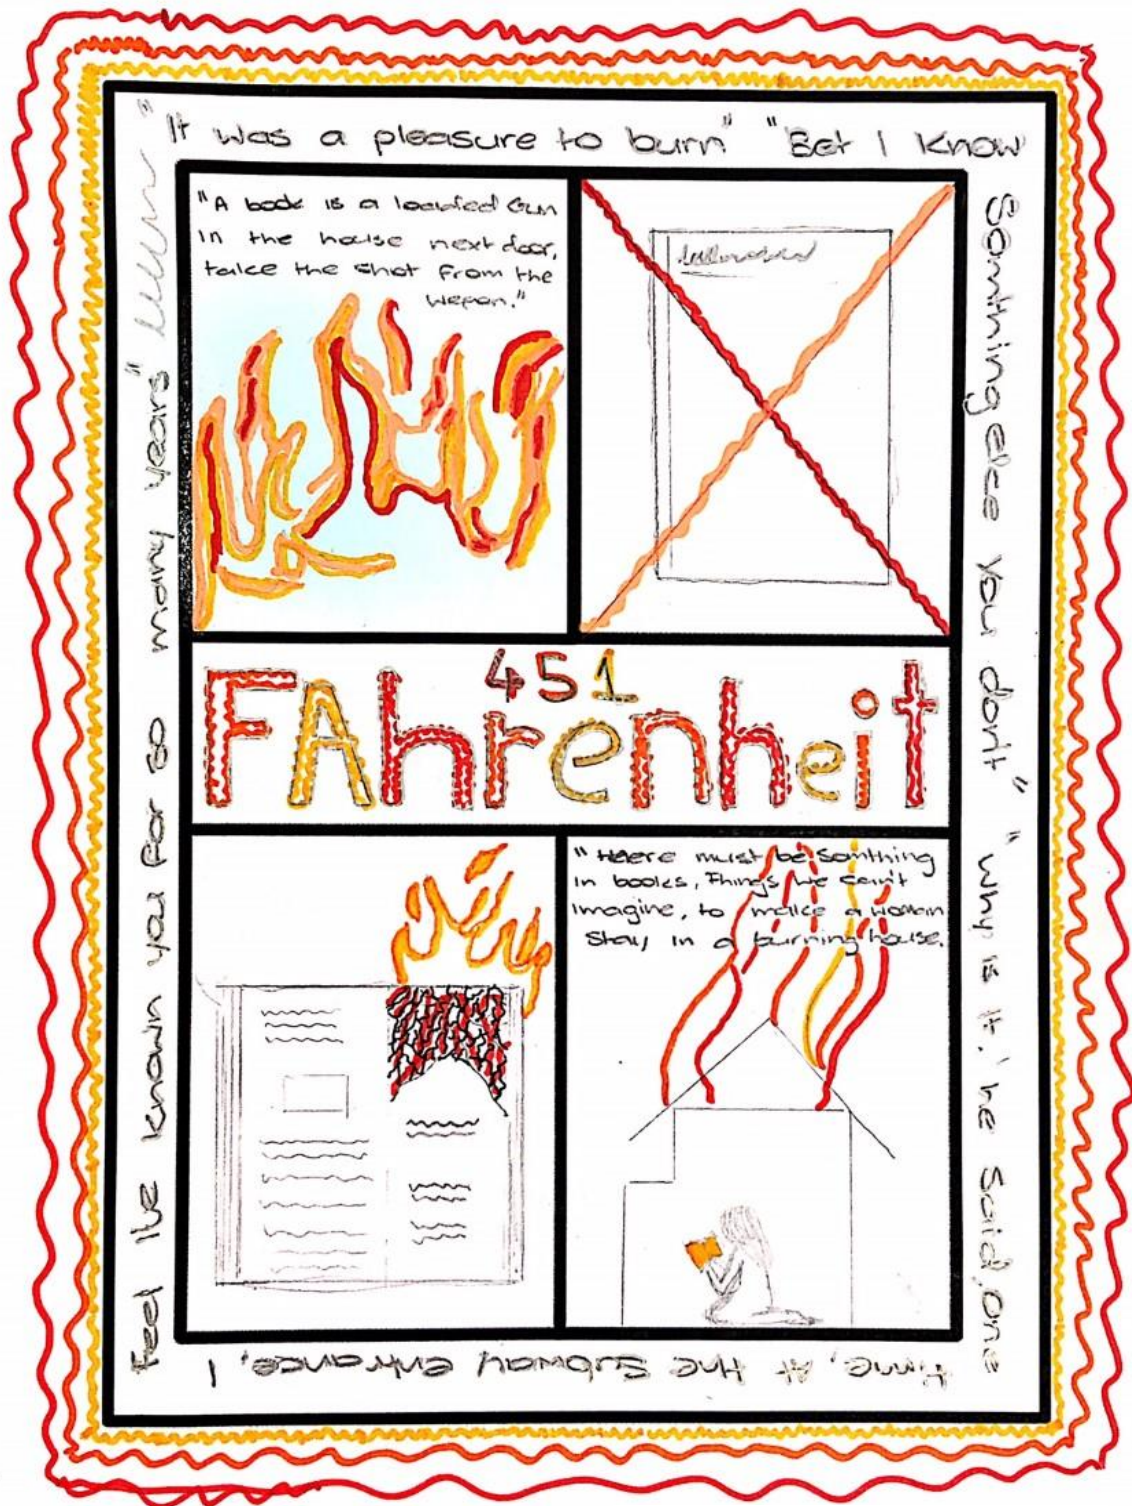 "It was a pleasure to burn" "Bet I know
Somthing elce you don't" "why is it,' he said, one
time, at the subway entrance, 'I
Feel I've known you for so many years"
"A book is a loaded Gun
in the house next door,
take the shot from the
wepon."
451
FAhrenheit
"There must be somthing
in books, Things we can't
imagine, to make a woman
stay in a burning house.